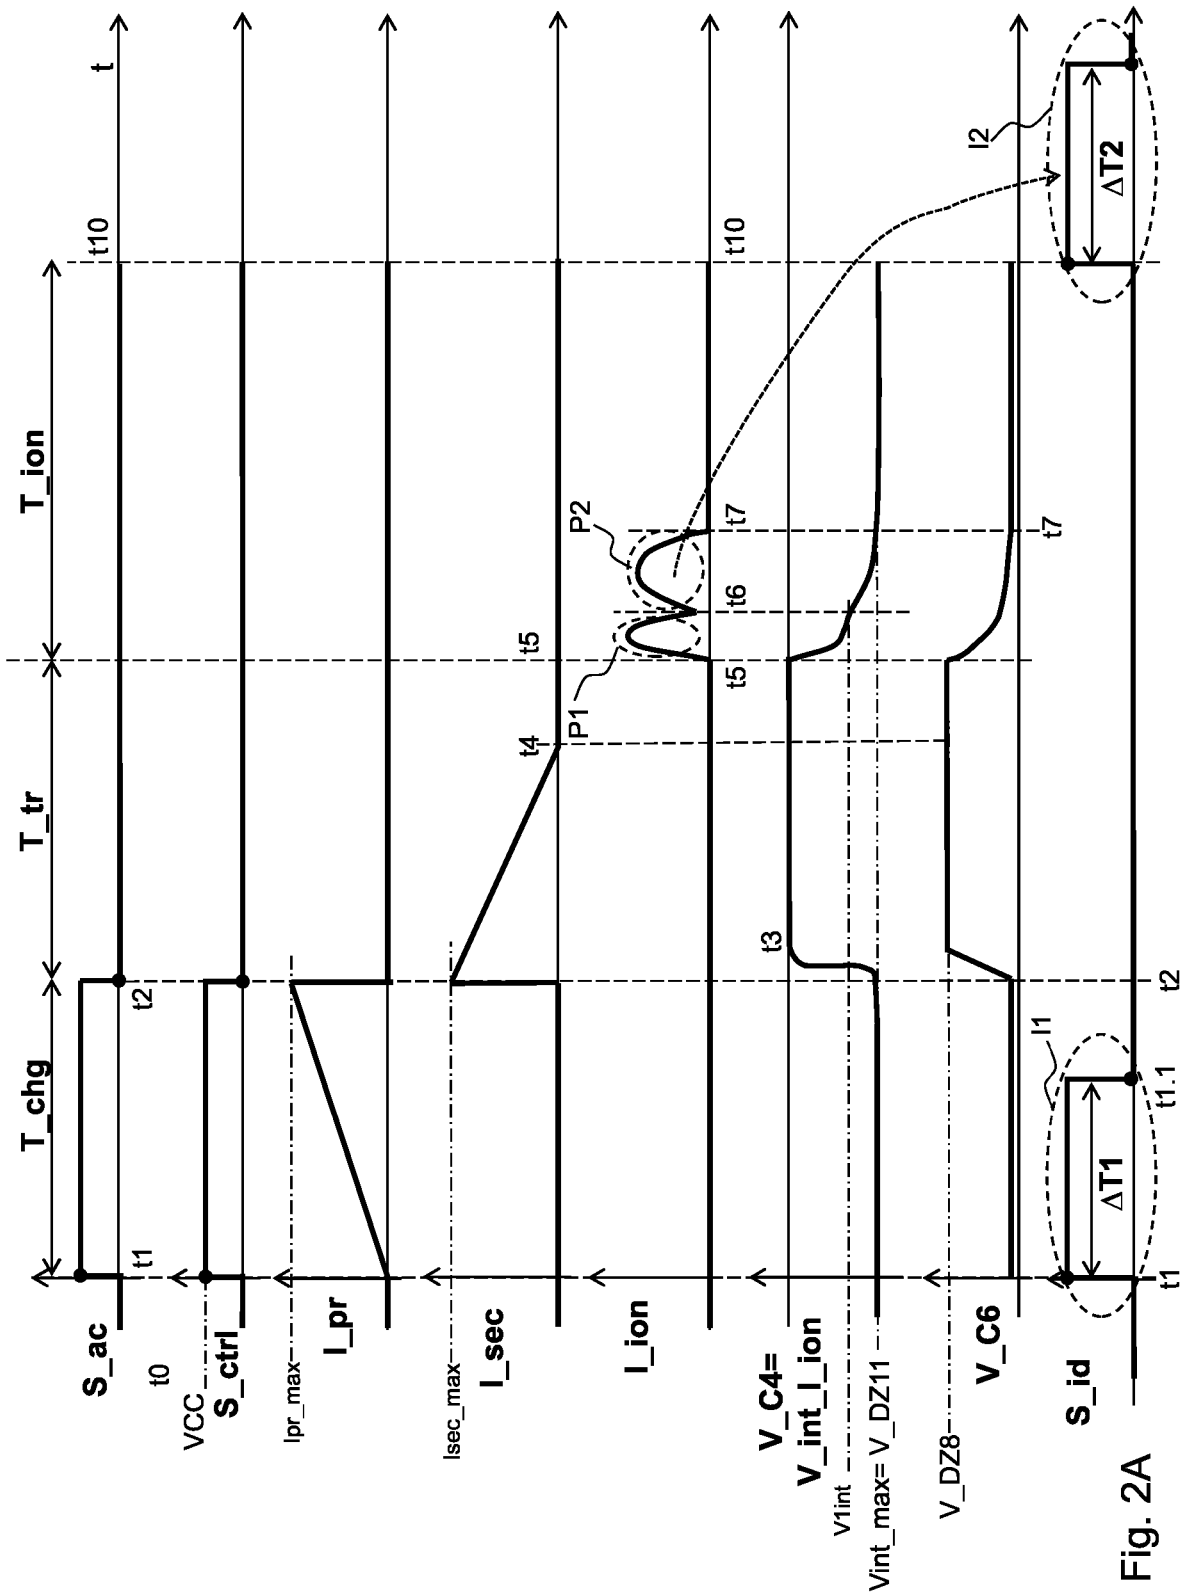 T_chg
T_tr
T_ion
S_ac
t1
t2
t10
t
t0
VCC
S_ctrl
Ipr_max
I_pr
Isec_max
I_sec
t4
t5
I_ion
P1
P2
t5
t6
t7
t10
V_C4=
V_int_I_ion
t3
V1int
Vint_max= V_DZ11
V_DZ8
V_C6
t7
S_id
I1
ΔT1
I2
ΔT2
t1
t1.1
t2
Fig. 2A